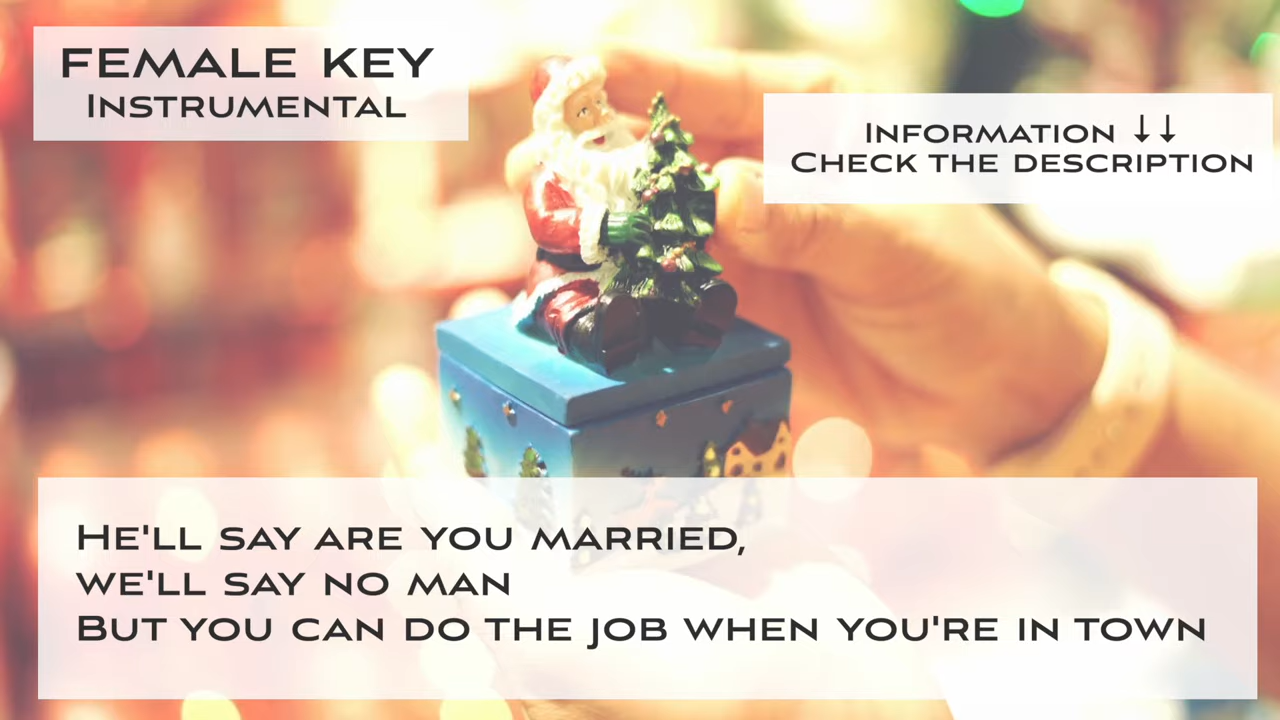 FEMALE KEY
INSTRUMENTAL
INFORMATION ↓↓
CHECK THE DESCRIPTION
HE'LL SAY ARE YOU MARRIED,
WE'LL SAY NO MAN
BUT YOU CAN DO THE JOB WHEN YOU'RE IN TOWN